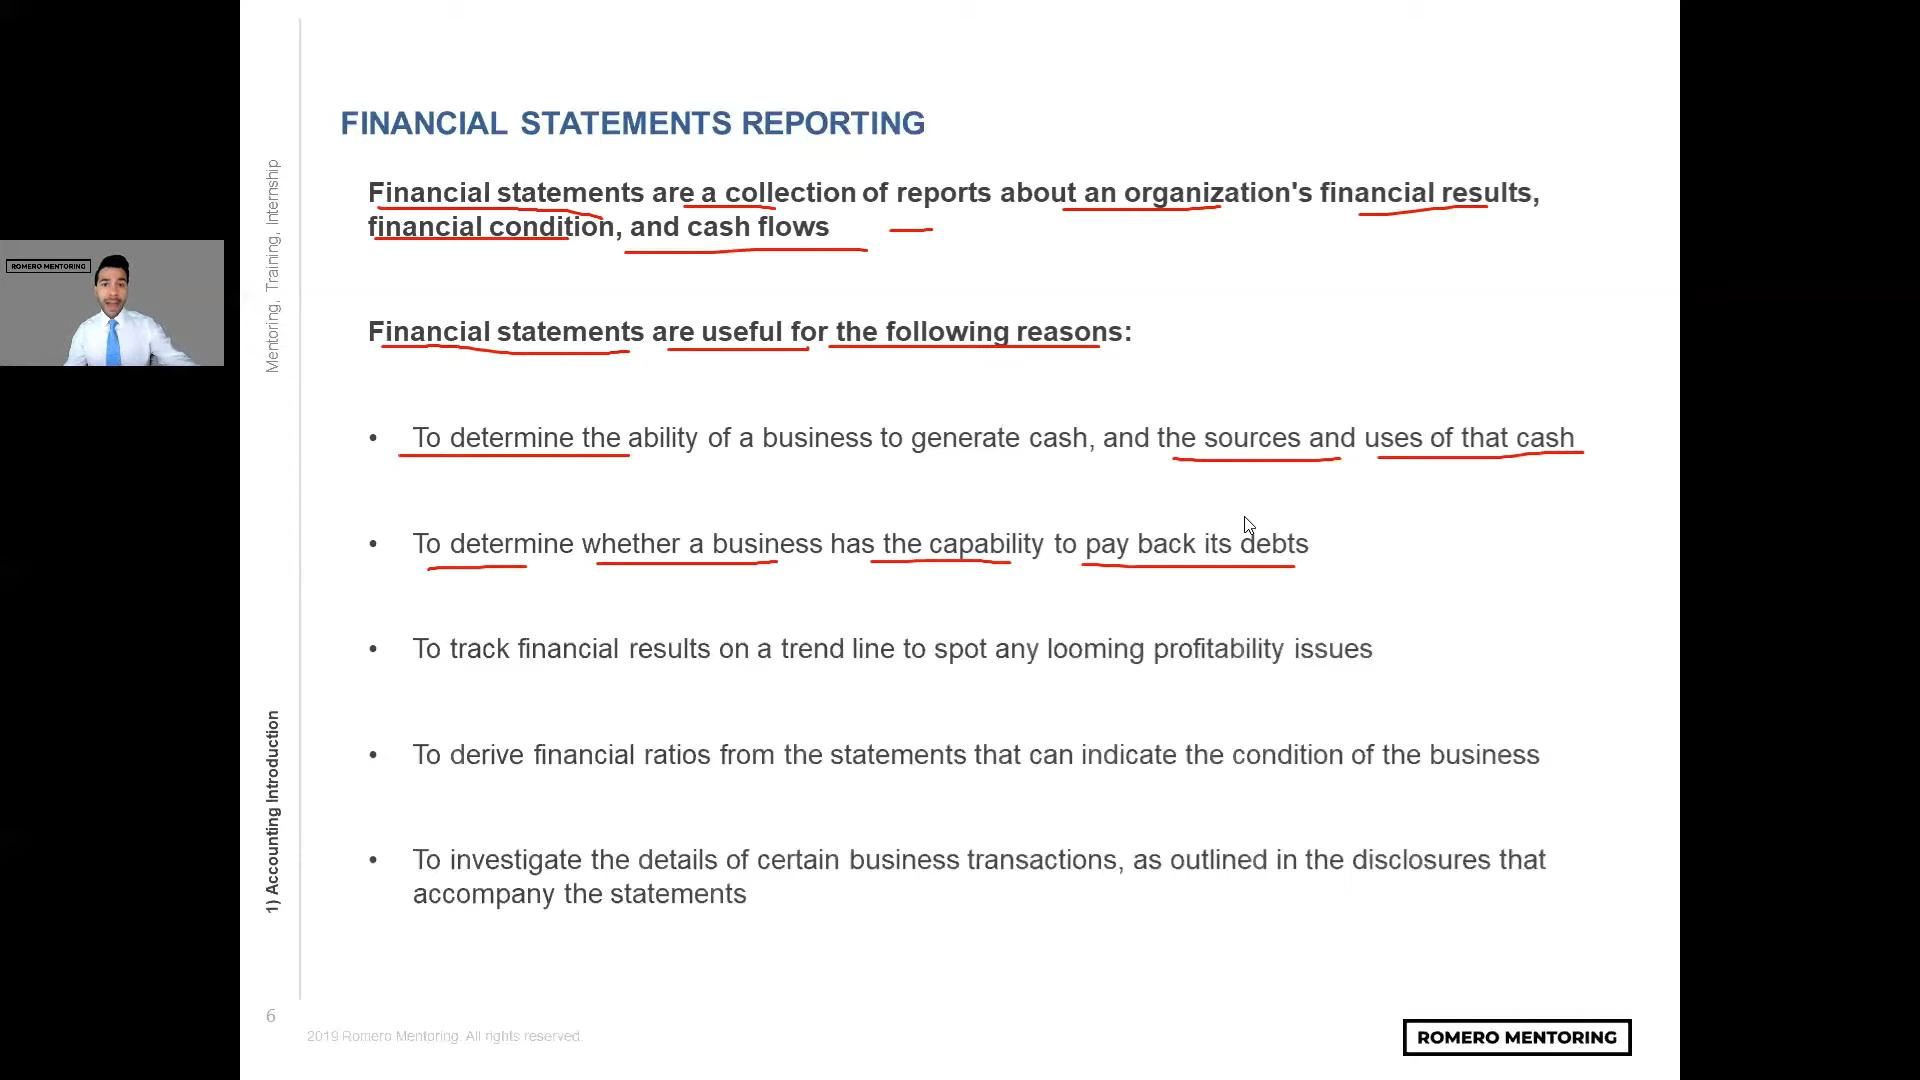 FINANCIAL STATEMENTS REPORTING
Financial statements are a collection of reports about an organization's financial results,
financial condition, and cash flows
Financial statements are useful for the following reasons:
• To determine the ability of a business to generate cash, and the sources and uses of that cash
• To determine whether a business has the capability to pay back its debts
• To track financial results on a trend line to spot any looming profitability issues
• To derive financial ratios from the statements that can indicate the condition of the business
• To investigate the details of certain business transactions, as outlined in the disclosures that
accompany the statements
Mentoring, Training, Internship
1) Accounting Introduction
ROMERO MENTORING
6
2019 Romero Mentoring. All rights reserved.
ROMERO MENTORING